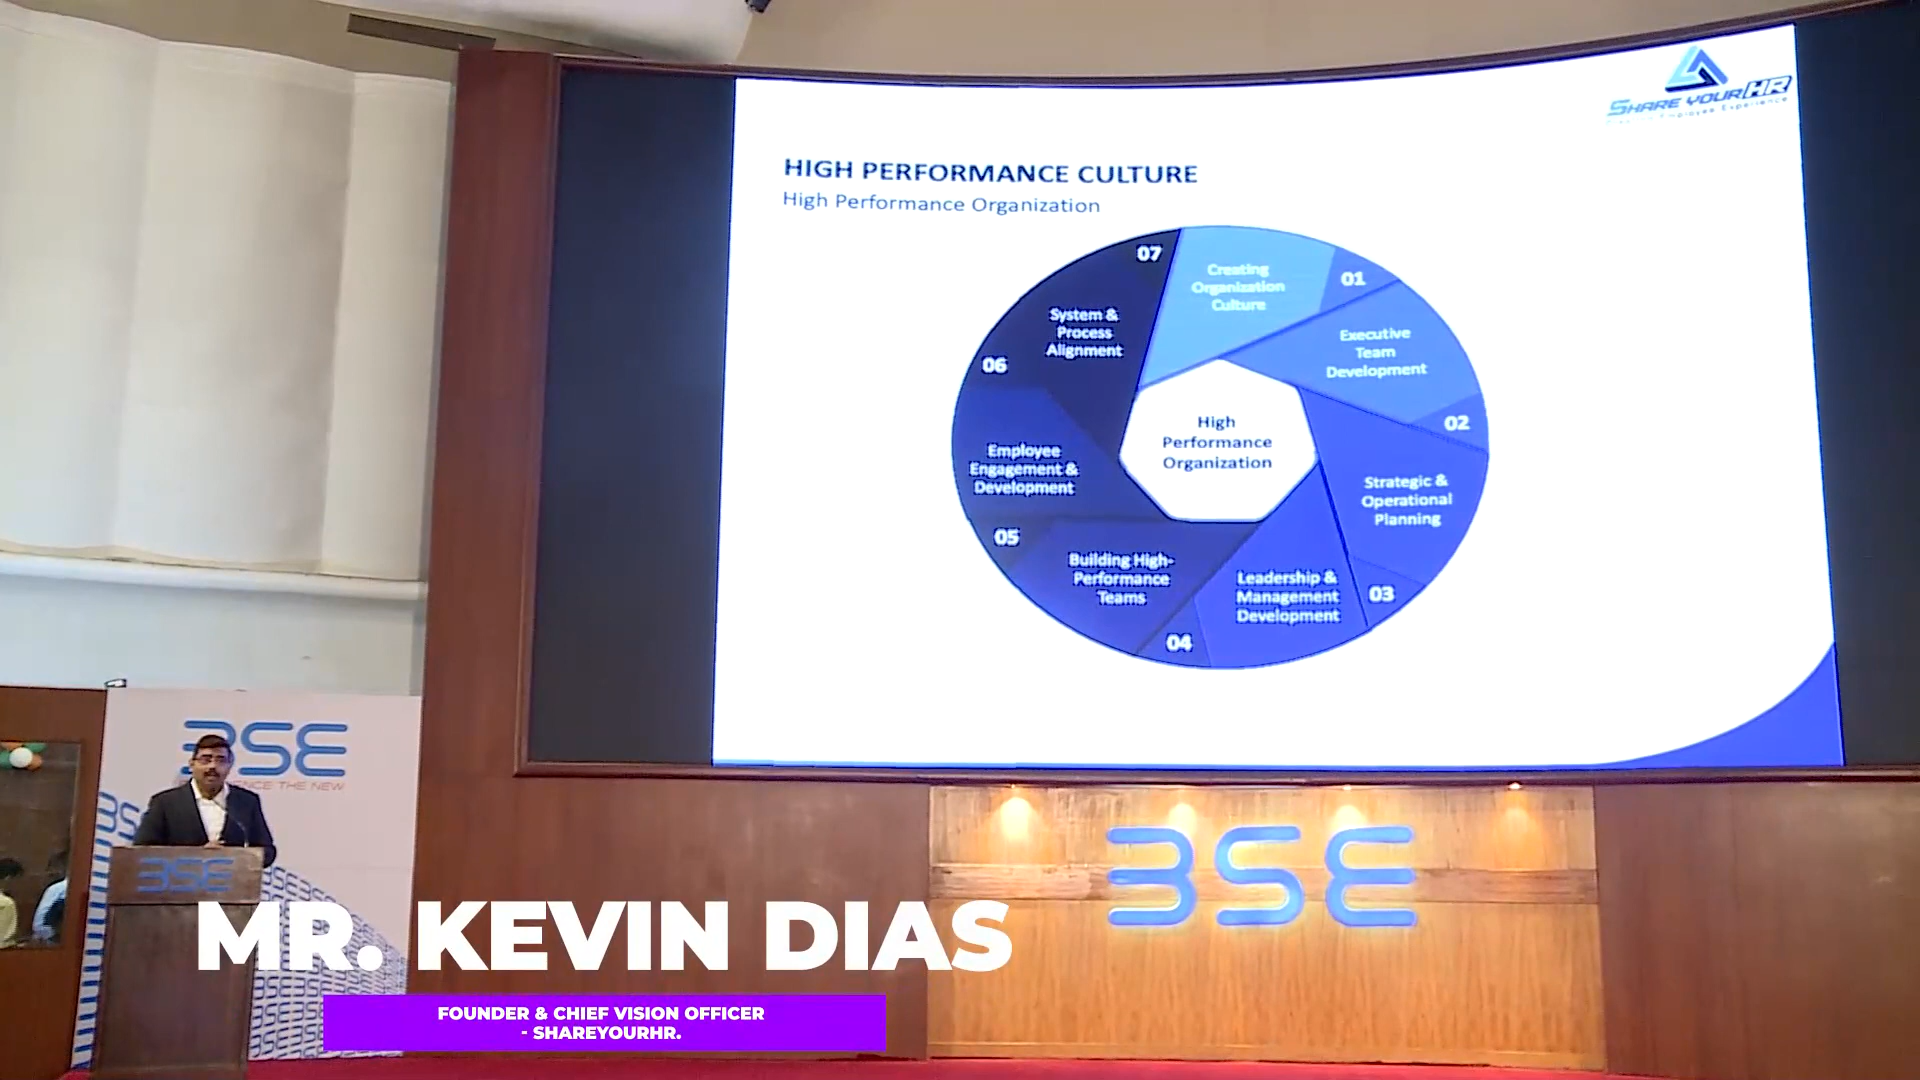 SHARE YOUR HR
HIGH PERFORMANCE CULTURE
High Performance Organization
07
Creating
Organization
Culture
01
System &
Process
Alignment
Executive
Team
Development
06
High
Performance
Organization
02
Employee
Engagement &
Development
Strategic &
Operational
Planning
05
Building High-
Performance
Teams
Leadership &
Management
Development
03
04
BSE
THE NEW
BSE
BSE
MR. KEVIN DIAS
FOUNDER & CHIEF VISION OFFICER
- SHAREYOURHR.